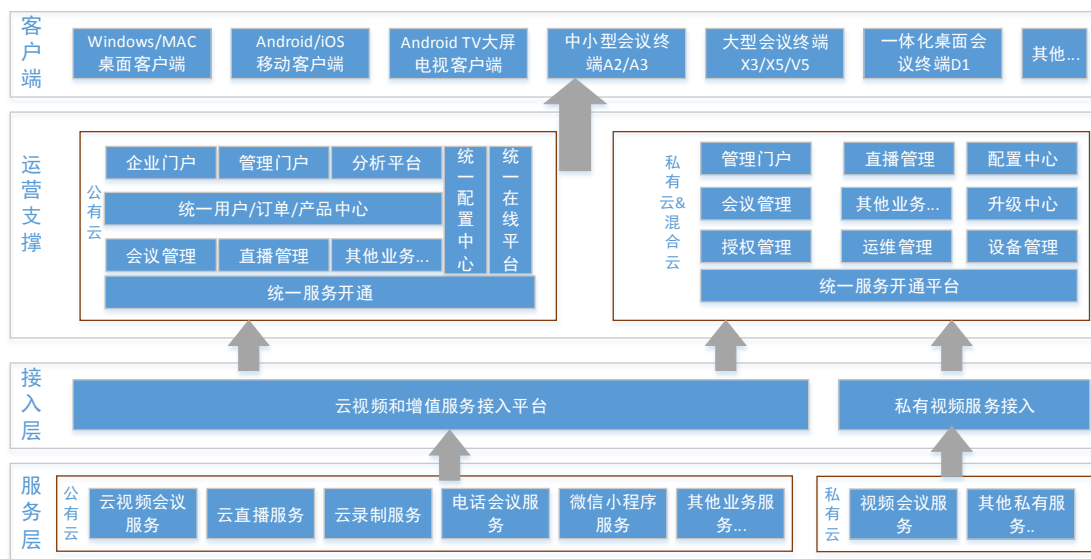 客户端
Windows/MAC
桌面客户端
Android/iOS
移动客户端
Android TV大屏
电视客户端
中小型会议终
端A2/A3
大型会议终端
X3/X5/V5
一体化桌面会
议终端D1
其他...
运营支撑
公有云
企业门户
管理门户
分析平台
统一用户/订单/产品中心
会议管理
直播管理
其他业务...
统一配置中心
统一在线平台
统一服务开通
私有云&混合云
管理门户
直播管理
配置中心
会议管理
其他业务...
升级中心
授权管理
运维管理
设备管理
统一服务开通平台
接入层
云视频和增值服务接入平台
私有视频服务接入
服务层
公有云
云视频会议
服务
云直播服务
云录制服务
电话会议服
务
微信小程序
服务
其他业务服
务...
私有云
视频会议服
务
其他私有服
务..